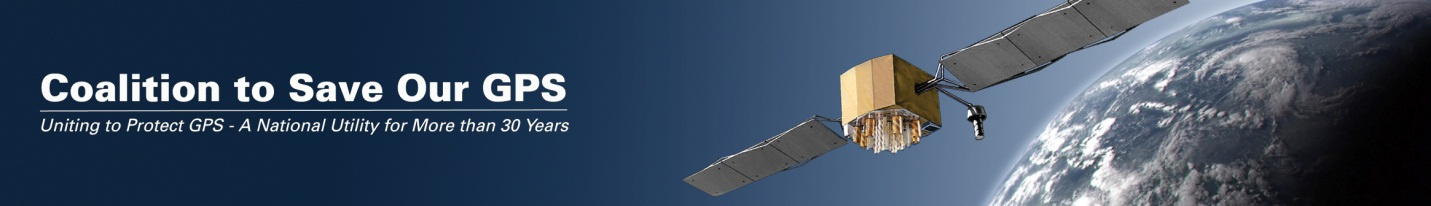 Coalition to Save Our GPS
Uniting to Protect GPS - A National Utility for More than 30 Years